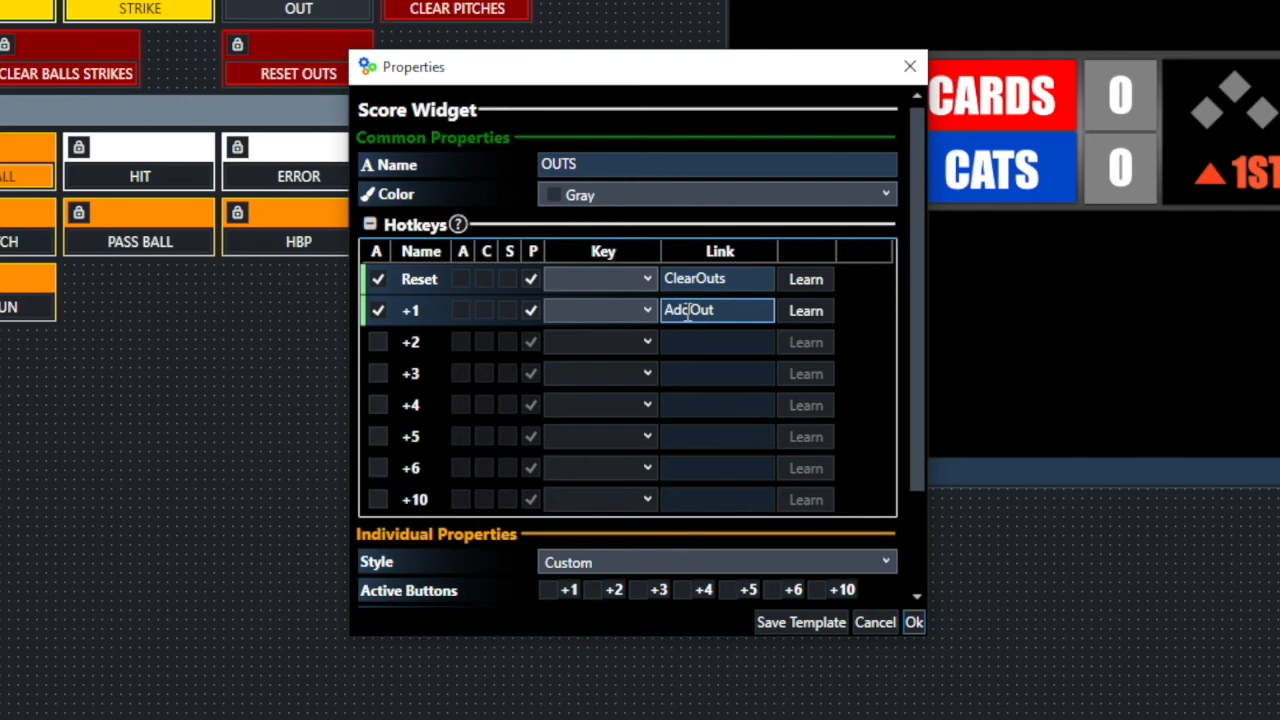 STRIKE
OUT
CLEAR PITCHES
CLEAR BALLS STRIKES
RESET OUTS
HIT
ERROR
PASS BALL
HBP
Properties
Score Widget
Common Properties
A Name
OUTS
Color
Gray
Hotkeys ?
A Name A C S P Key Link
Reset ClearOuts Learn
+1 AddOut Learn
+2 Learn
+3 Learn
+4 Learn
+5 Learn
+6 Learn
+10 Learn
Individual Properties
Style
Custom
Active Buttons
+1 +2 +3 +4 +5 +6 +10
Save Template Cancel Ok
CARDS 0
CATS 0
1ST